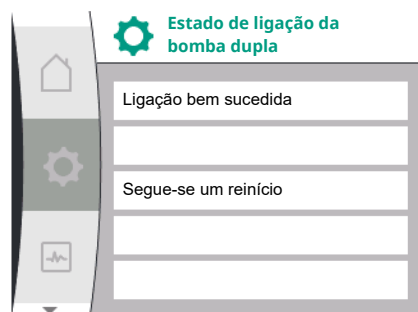 Estado de ligação da
bomba dupla
Ligação bem sucedida
Segue-se um reinício